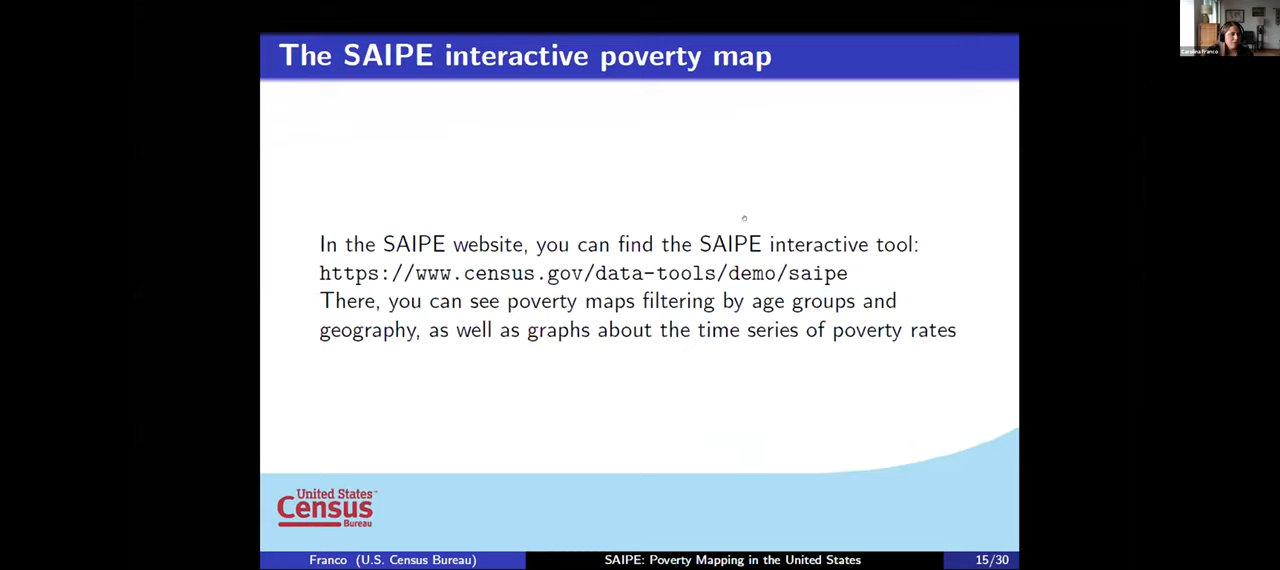 The SAIPE interactive poverty map
Carolina Franco
In the SAIPE website, you can find the SAIPE interactive tool:
https://www.census.gov/data-tools/demo/saipe
There, you can see poverty maps filtering by age groups and
geography, as well as graphs about the time series of poverty rates
United States™
Census
Bureau
Franco (U.S. Census Bureau)
SAIPE: Poverty Mapping in the United States
15/30